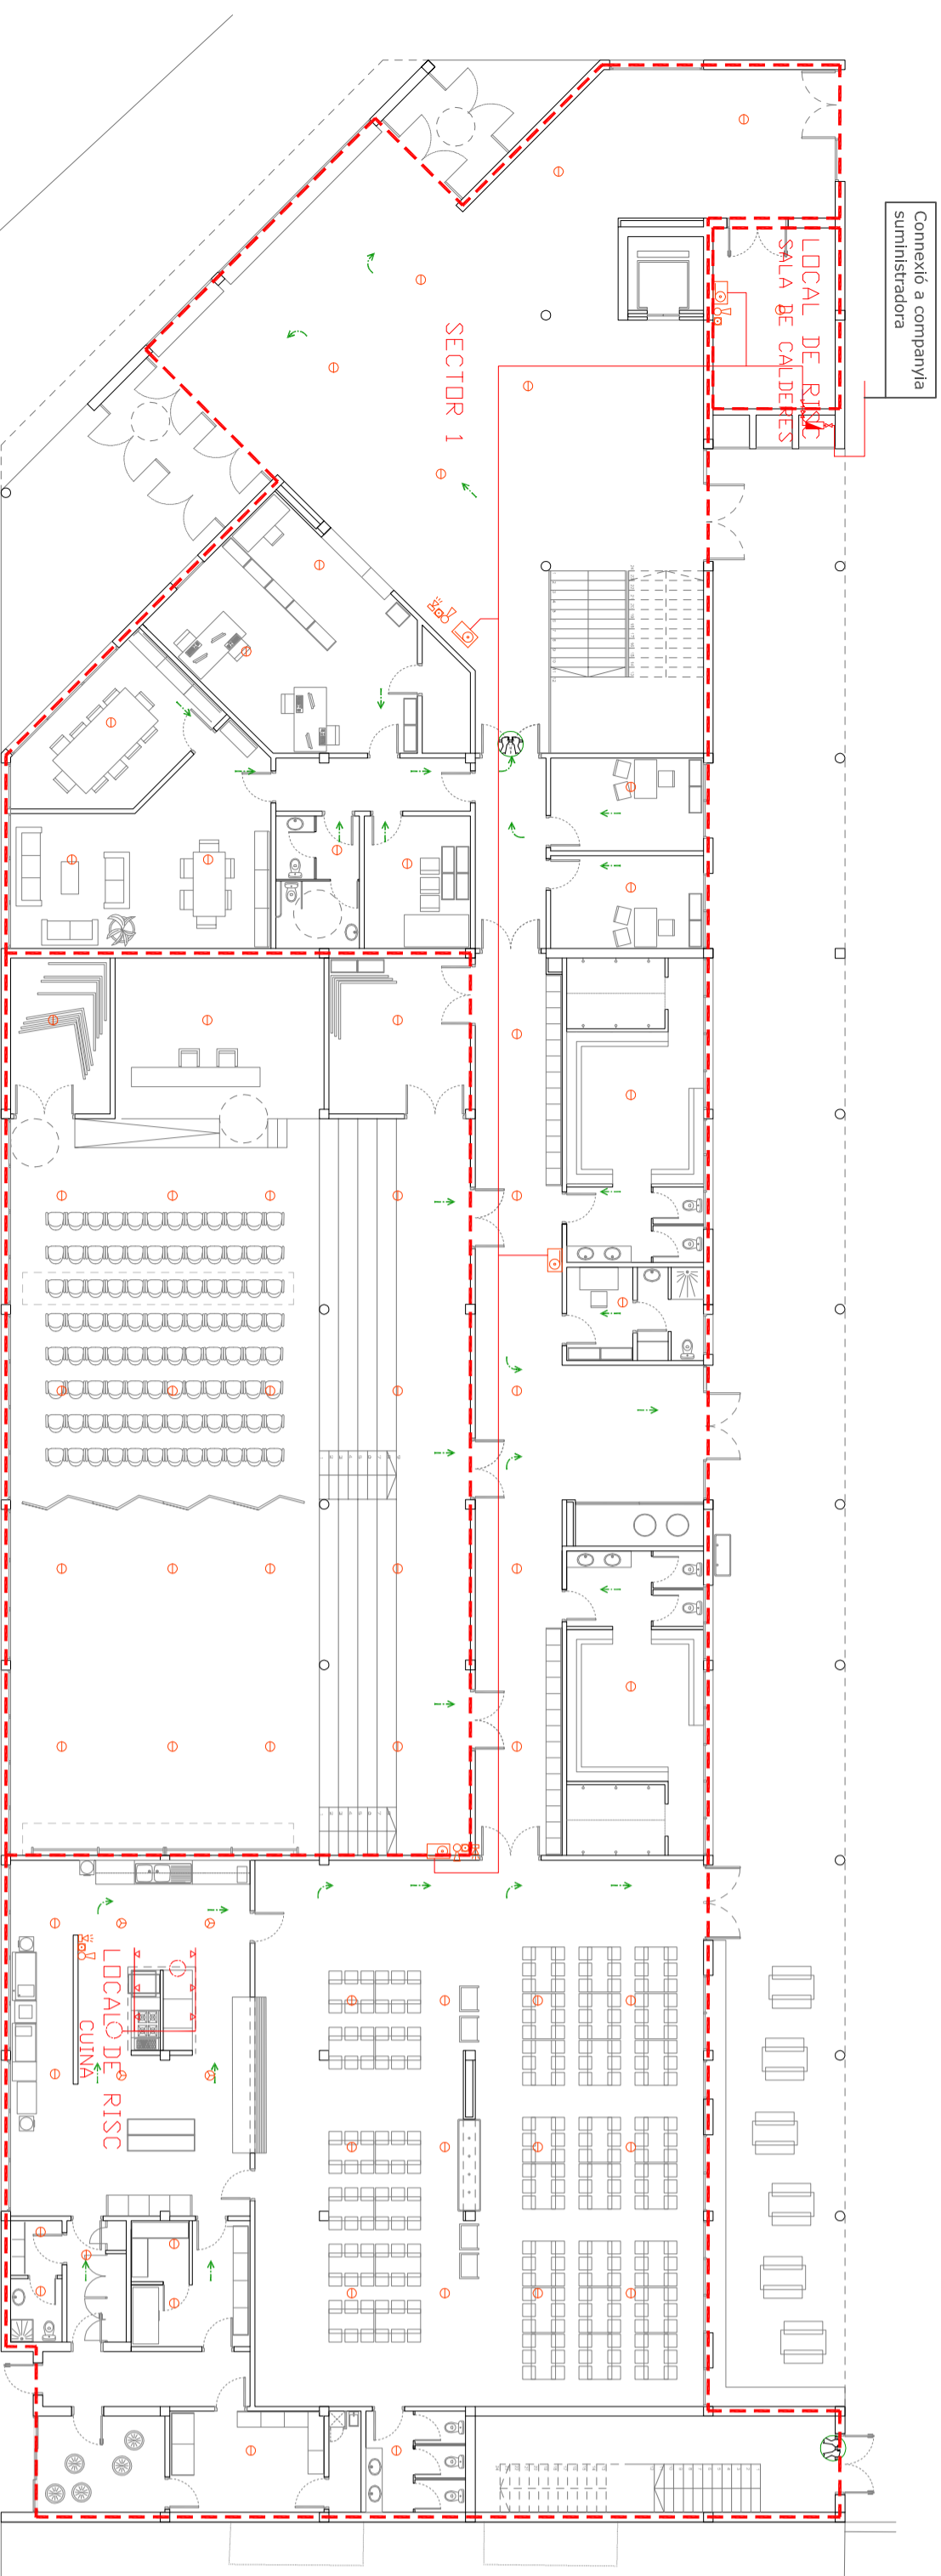 Connexió a companyia
suministradora
LOCAL DE RISC
SALA DE CALDERES
SECTOR 1
LOCAL DE RISC
CUINA